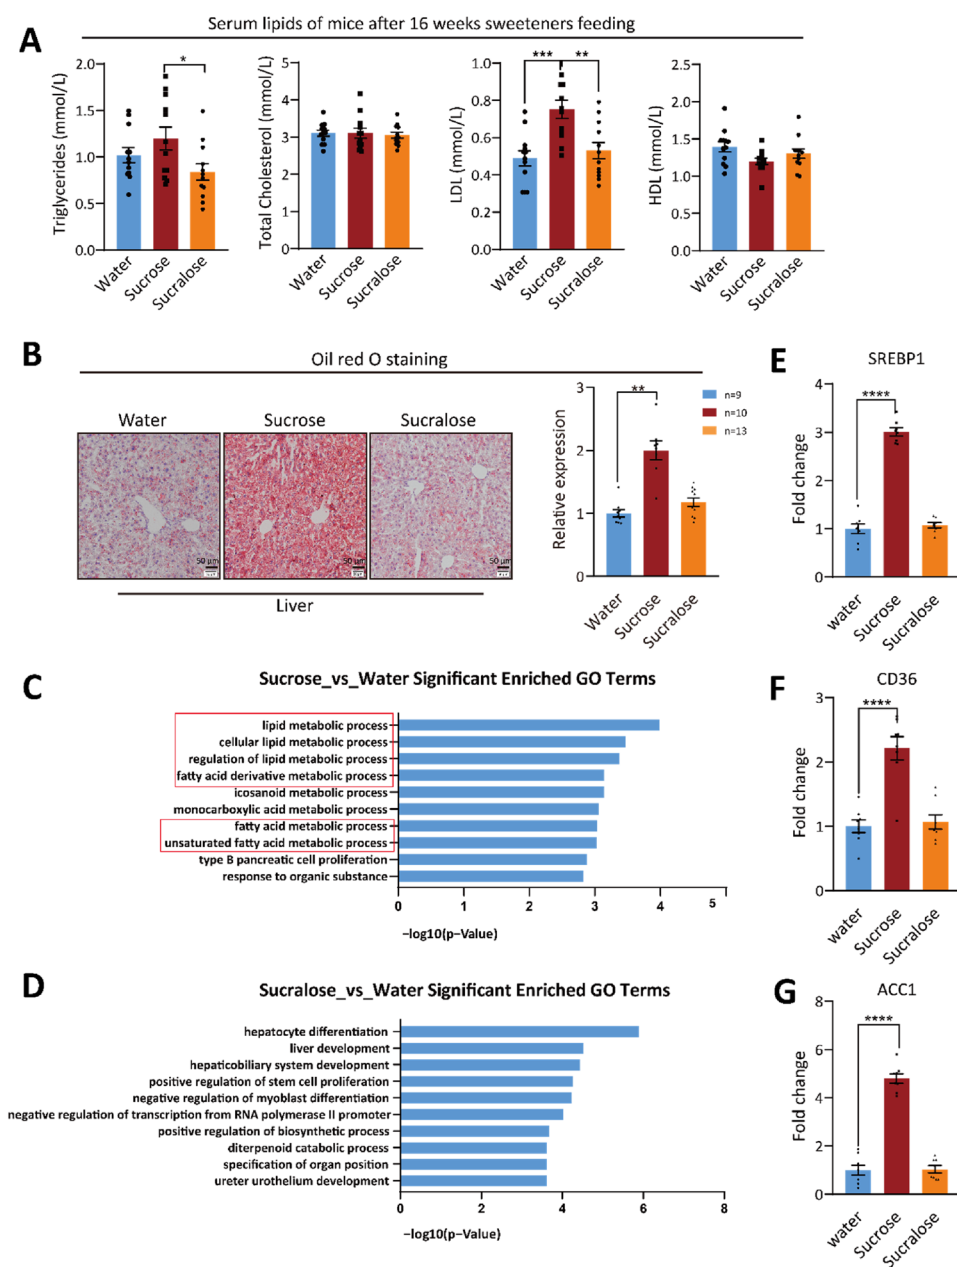 Serum lipids of mice after 16 weeks sweeteners feeding
A
Triglycerides (mmol/L)
2.0
1.5
1.0
0.5
0.0
*
Water
Sucrose
Sucralose
Total Cholesterol (mmol/L)
5
4
3
2
1
0
Water
Sucrose
Sucralose
LDL (mmol/L)
1.0
0.8
0.6
0.4
0.2
0.0
***
**
Water
Sucrose
Sucralose
HDL (mmol/L)
2.5
2.0
1.5
1.5
0.0
Water
Sucrose
Sucralose
B
Oil red O staining
Water
Sucrose
Sucralose
50 µm
50 µm
50 µm
Liver
Relative expression
3
2
1
0
**
n=9
n=10
n=13
Water
Sucrose
Sucralose
E
SREBP1
Fold change
4
3
2
1
0
****
water
Sucrose
Sucralose
C
Sucrose_vs_Water Significant Enriched GO Terms
lipid metabolic process
cellular lipid metabolic process
regulation of lipid metabolic process
fatty acid derivative metabolic process
icosanoid metabolic process
monocarboxylic acid metabolic process
fatty acid metabolic process
unsaturated fatty acid metabolic process
type B pancreatic cell proliferation
response to organic substance
0 1 2 3 4 5
−log10(p−Value)
F
CD36
Fold change
3
2
1
0
****
water
Sucrose
Sucralose
D
Sucralose_vs_Water Significant Enriched GO Terms
hepatocyte differentiation
liver development
hepaticobiliary system development
positive regulation of stem cell proliferation
negative regulation of myoblast differentiation
negative regulation of transcription from RNA polymerase II promoter
positive regulation of biosynthetic process
diterpenoid catabolic process
specification of organ position
ureter urothelium development
0 2 4 6 8
−log10(p−Value)
G
ACC1
Fold change
8
6
4
2
0
****
water
Sucrose
Sucralose